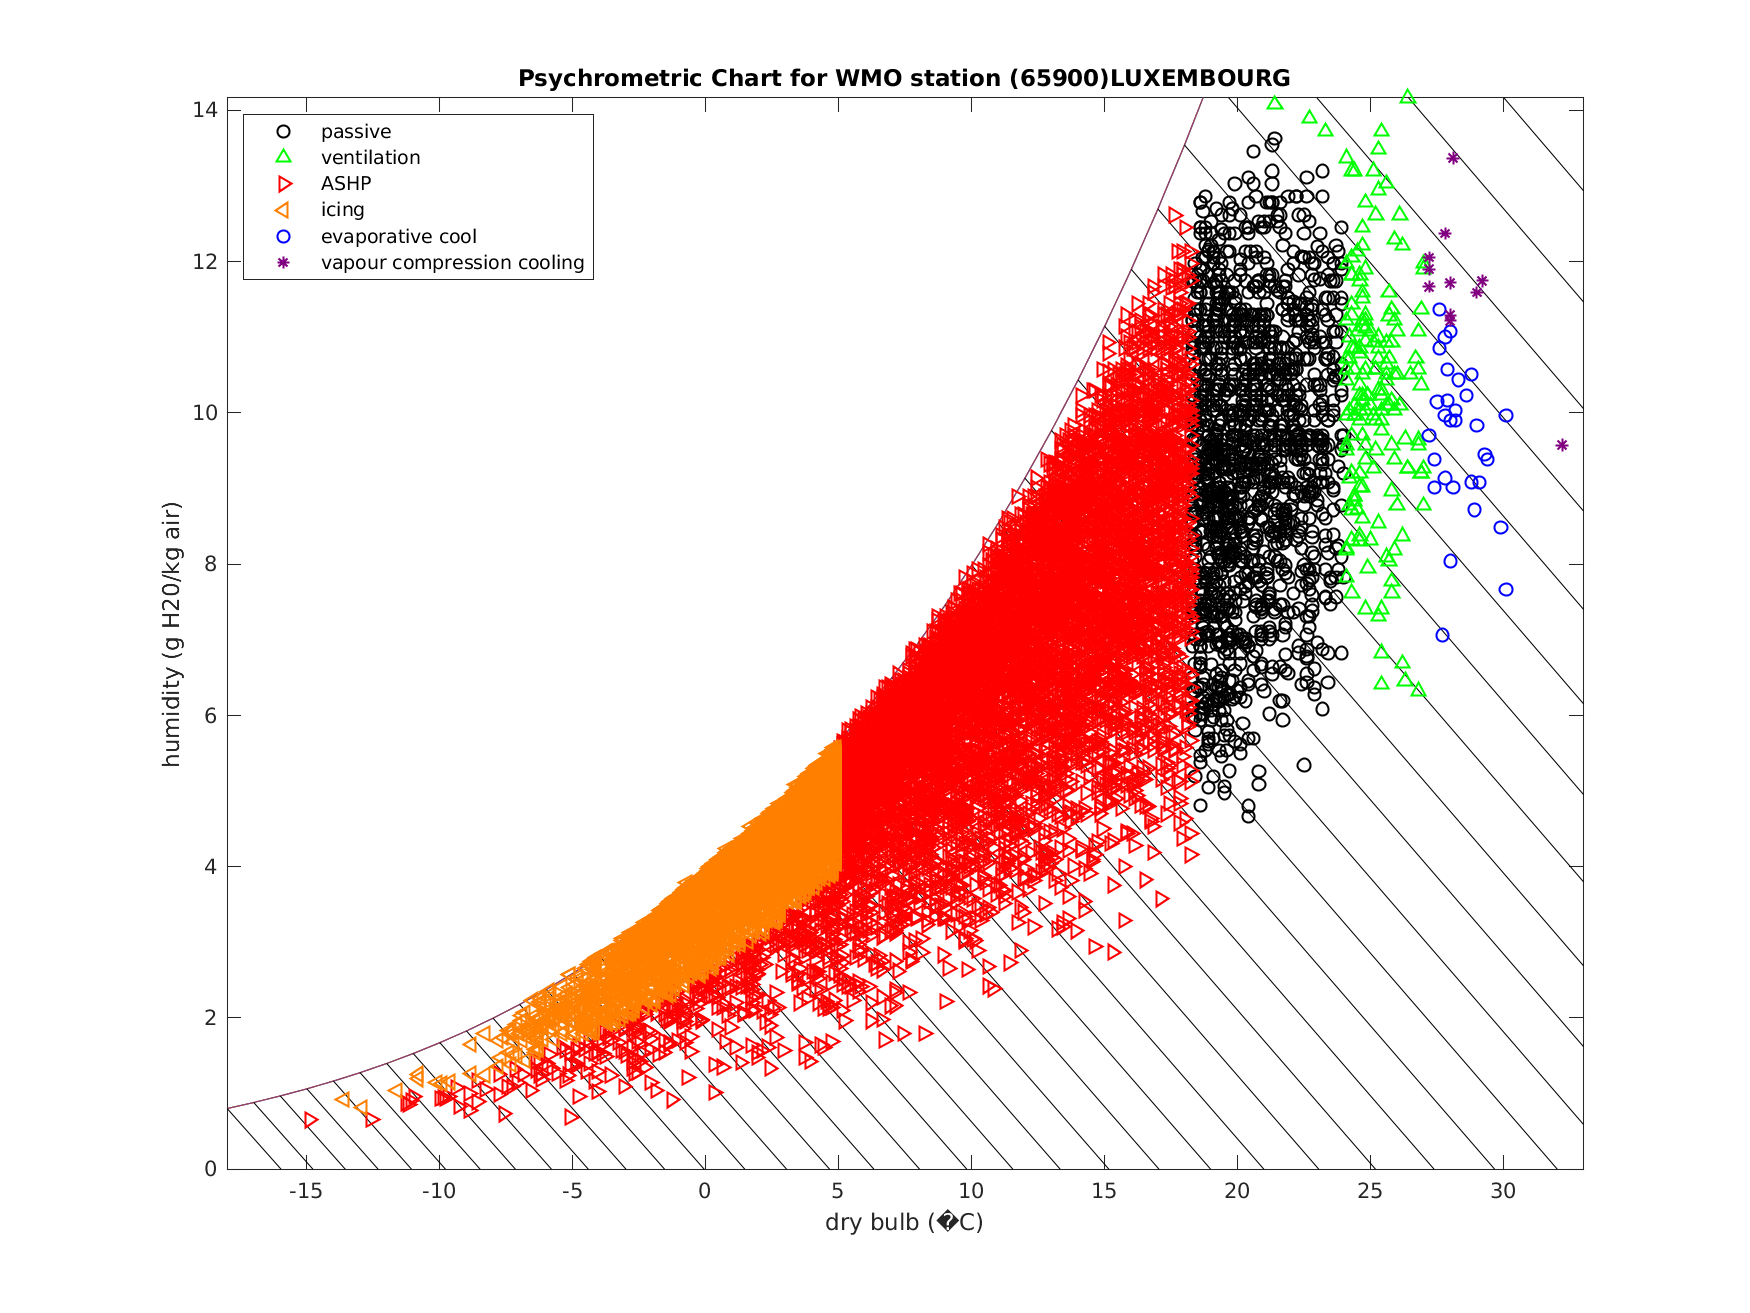 Psychrometric Chart for WMO station (65900)LUXEMBOURG
passive
ventilation
ASHP
icing
evaporative cool
vapour compression cooling
humidity (g H20/kg air)
14
12
10
8
6
4
2
0
-15 -10 -5 0 5 10 15 20 25 30
dry bulb (�C)